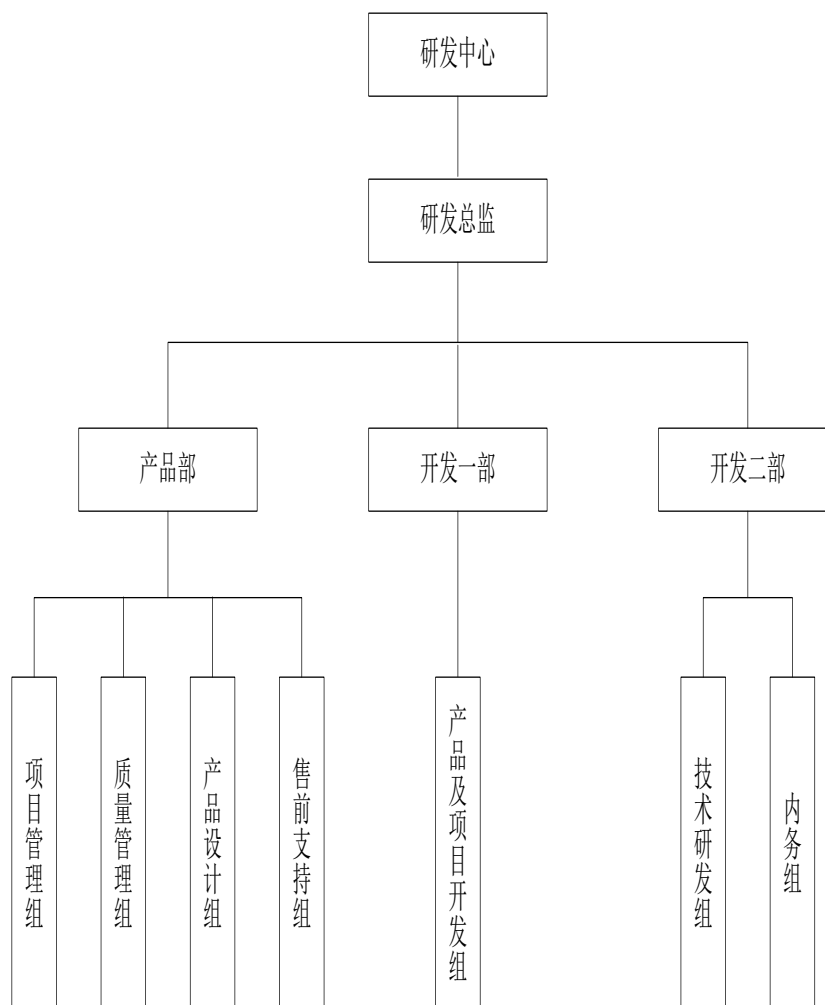 研发中心
研发总监
产品部
开发一部
开发二部
项目管理组
质量管理组
产品设计组
售前支持组
产品及项目开发组
技术研发组
内务组